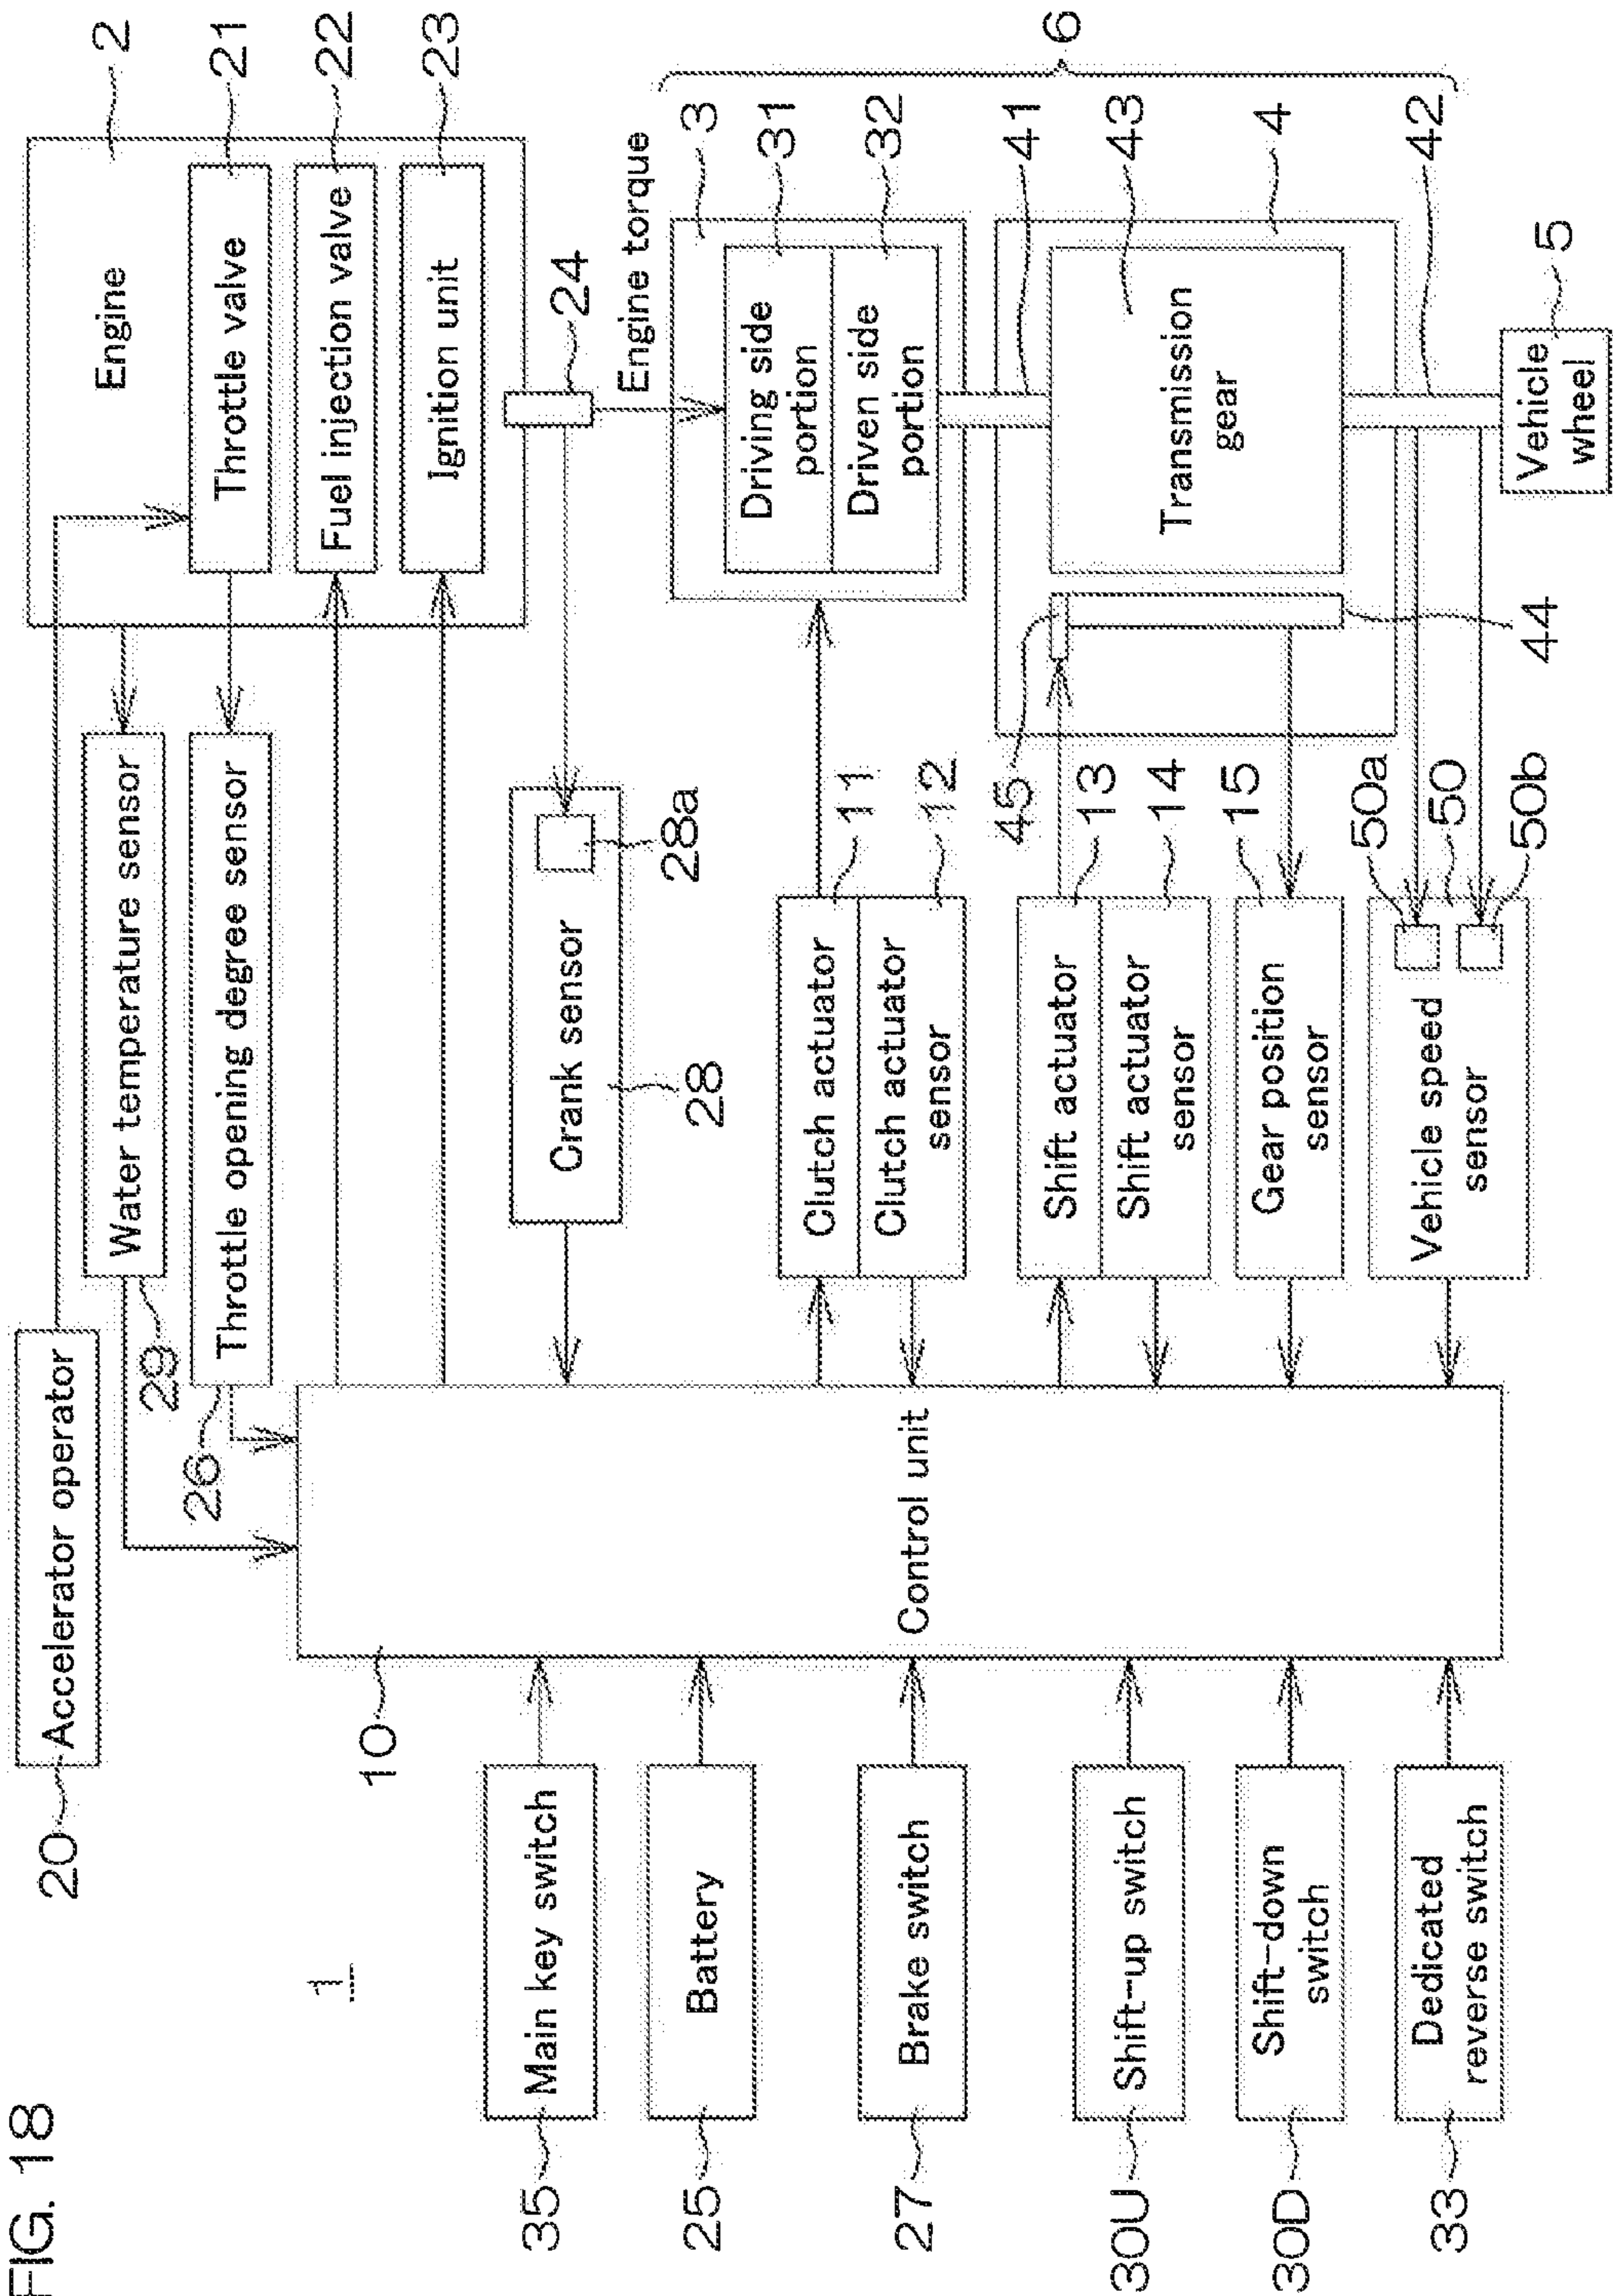 FIG. 18
1
20
Accelerator operator
Water temperature sensor
29
Throttle opening degree sensor
26
Engine
2
Throttle valve
21
Fuel injection valve
22
Ignition unit
23
24
Engine torque
Crank sensor
28a
28
10
Control unit
35
Main key switch
25
Battery
27
Brake switch
30U
Shift-up switch
30D
Shift-down
switch
33
Dedicated
reverse switch
Clutch actuator
11
Clutch actuator
sensor
12
Shift actuator
13
Shift actuator
sensor
14
Gear position
sensor
15
Vehicle speed
sensor
50a
50
50b
3
Driving side
portion
31
Driven side
portion
32
6
41
Transmission
gear
43
4
45
44
42
Vehicle
wheel
5